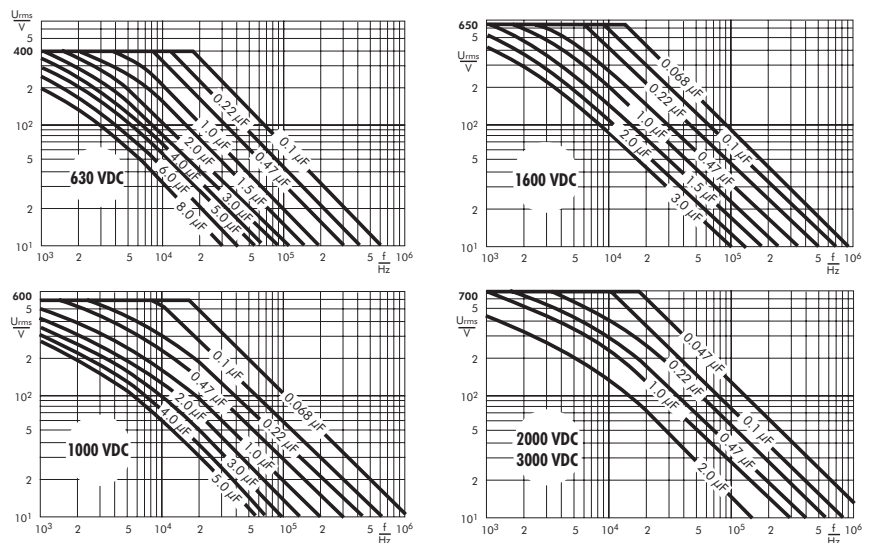 Urms
V
5
400
2
10²
5
2
10¹
10³ 2 5 10⁴ 2 5 10⁵ 2 5 f/Hz 10⁶
0.22 µF
0.1 µF
1.0 µF
0.47 µF
2.0 µF
1.5 µF
4.0 µF
3.0 µF
6.0 µF
5.0 µF
8.0 µF
630 VDC
650
Urms
V
5
2
10²
5
2
10¹
10³ 2 5 10⁴ 2 5 10⁵ 2 5 f/Hz 10⁶
0.068 µF
0.22 µF
0.1 µF
1.0 µF
0.47 µF
2.0 µF
1.5 µF
3.0 µF
1600 VDC
600
Urms
V
5
2
10²
5
2
10¹
10³ 2 5 10⁴ 2 5 10⁵ 2 5 f/Hz 10⁶
0.1 µF
0.068 µF
0.47 µF
0.22 µF
2.0 µF
1.0 µF
4.0 µF
3.0 µF
5.0 µF
1000 VDC
700
Urms
V
5
2
10²
5
2
10¹
10³ 2 5 10⁴ 2 5 10⁵ 2 5 f/Hz 10⁶
0.047 µF
0.22 µF
0.1 µF
1.0 µF
0.47 µF
2.0 µF
2000 VDC
3000 VDC